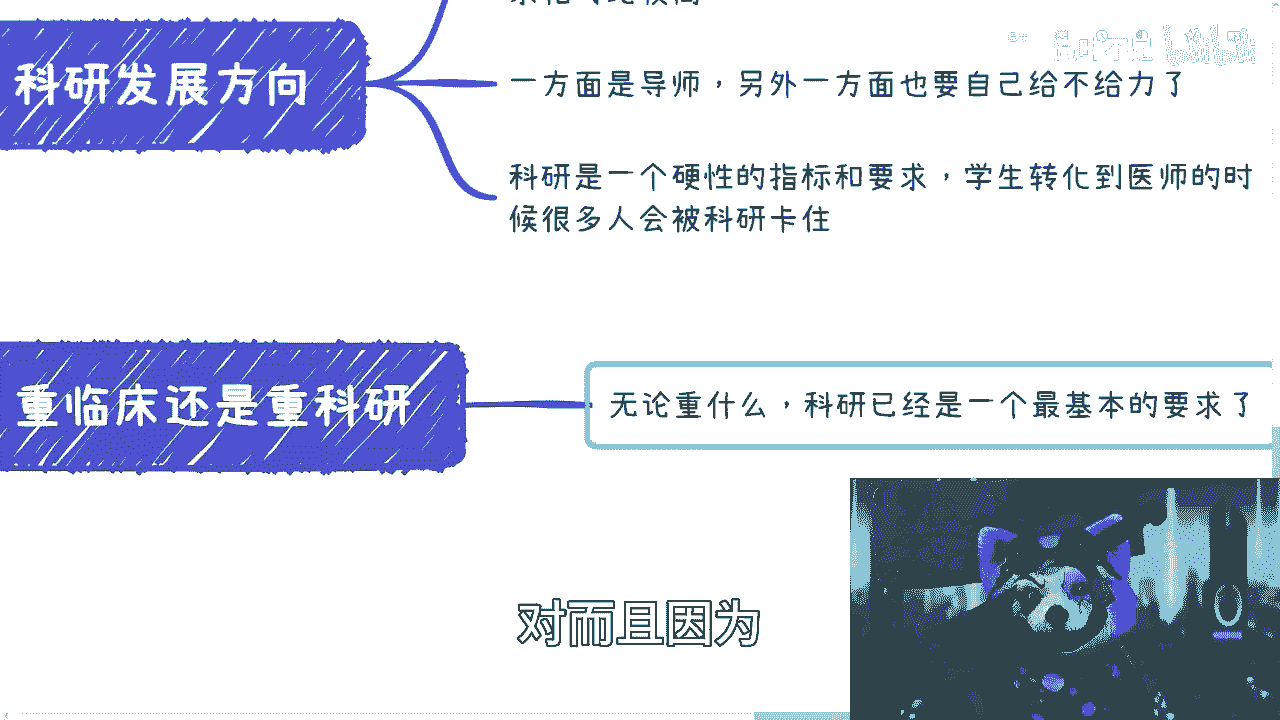 科研发展方向
一方面是导师，另外一方面也要自己给不给力了
科研是一个硬性的指标和要求，学生转化到医师的时
候很多人会被科研卡住
重临床还是重科研
无论重什么，科研已经是一个最基本的要求了
对而且因为